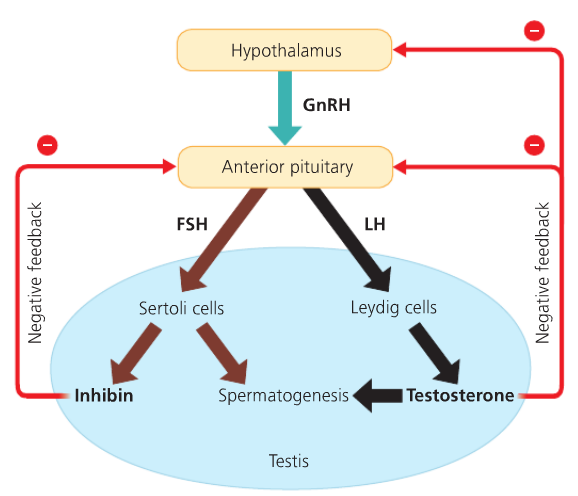 Hypothalamus
GnRH
Anterior pituitary
FSH
LH
Negative feedback
Negative feedback
Sertoli cells
Leydig cells
Inhibin
Spermatogenesis
Testosterone
Testis